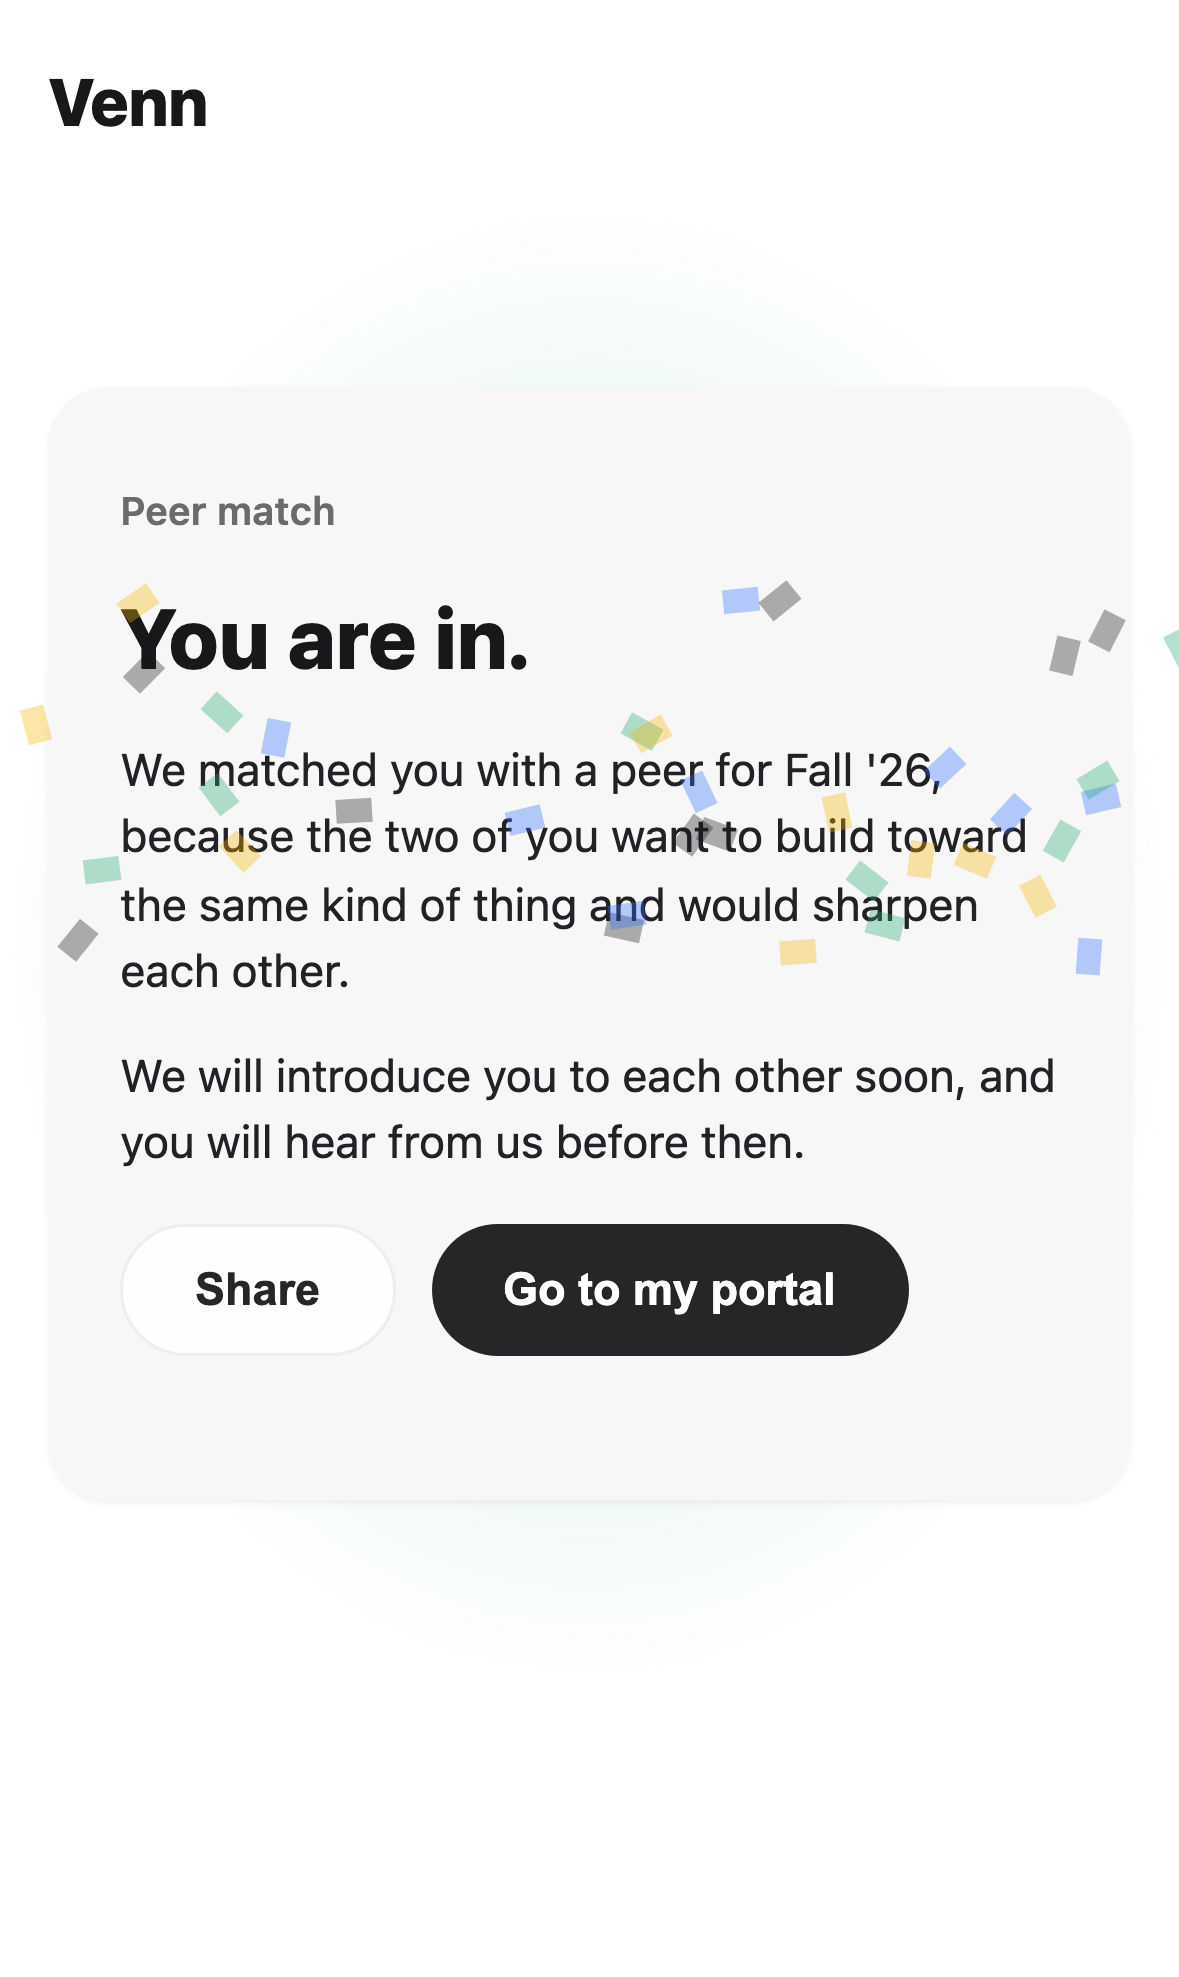 Venn
Peer match
You are in.
We matched you with a peer for Fall '26,
because the two of you want to build toward
the same kind of thing and would sharpen
each other.
We will introduce you to each other soon, and
you will hear from us before then.
Share
Go to my portal